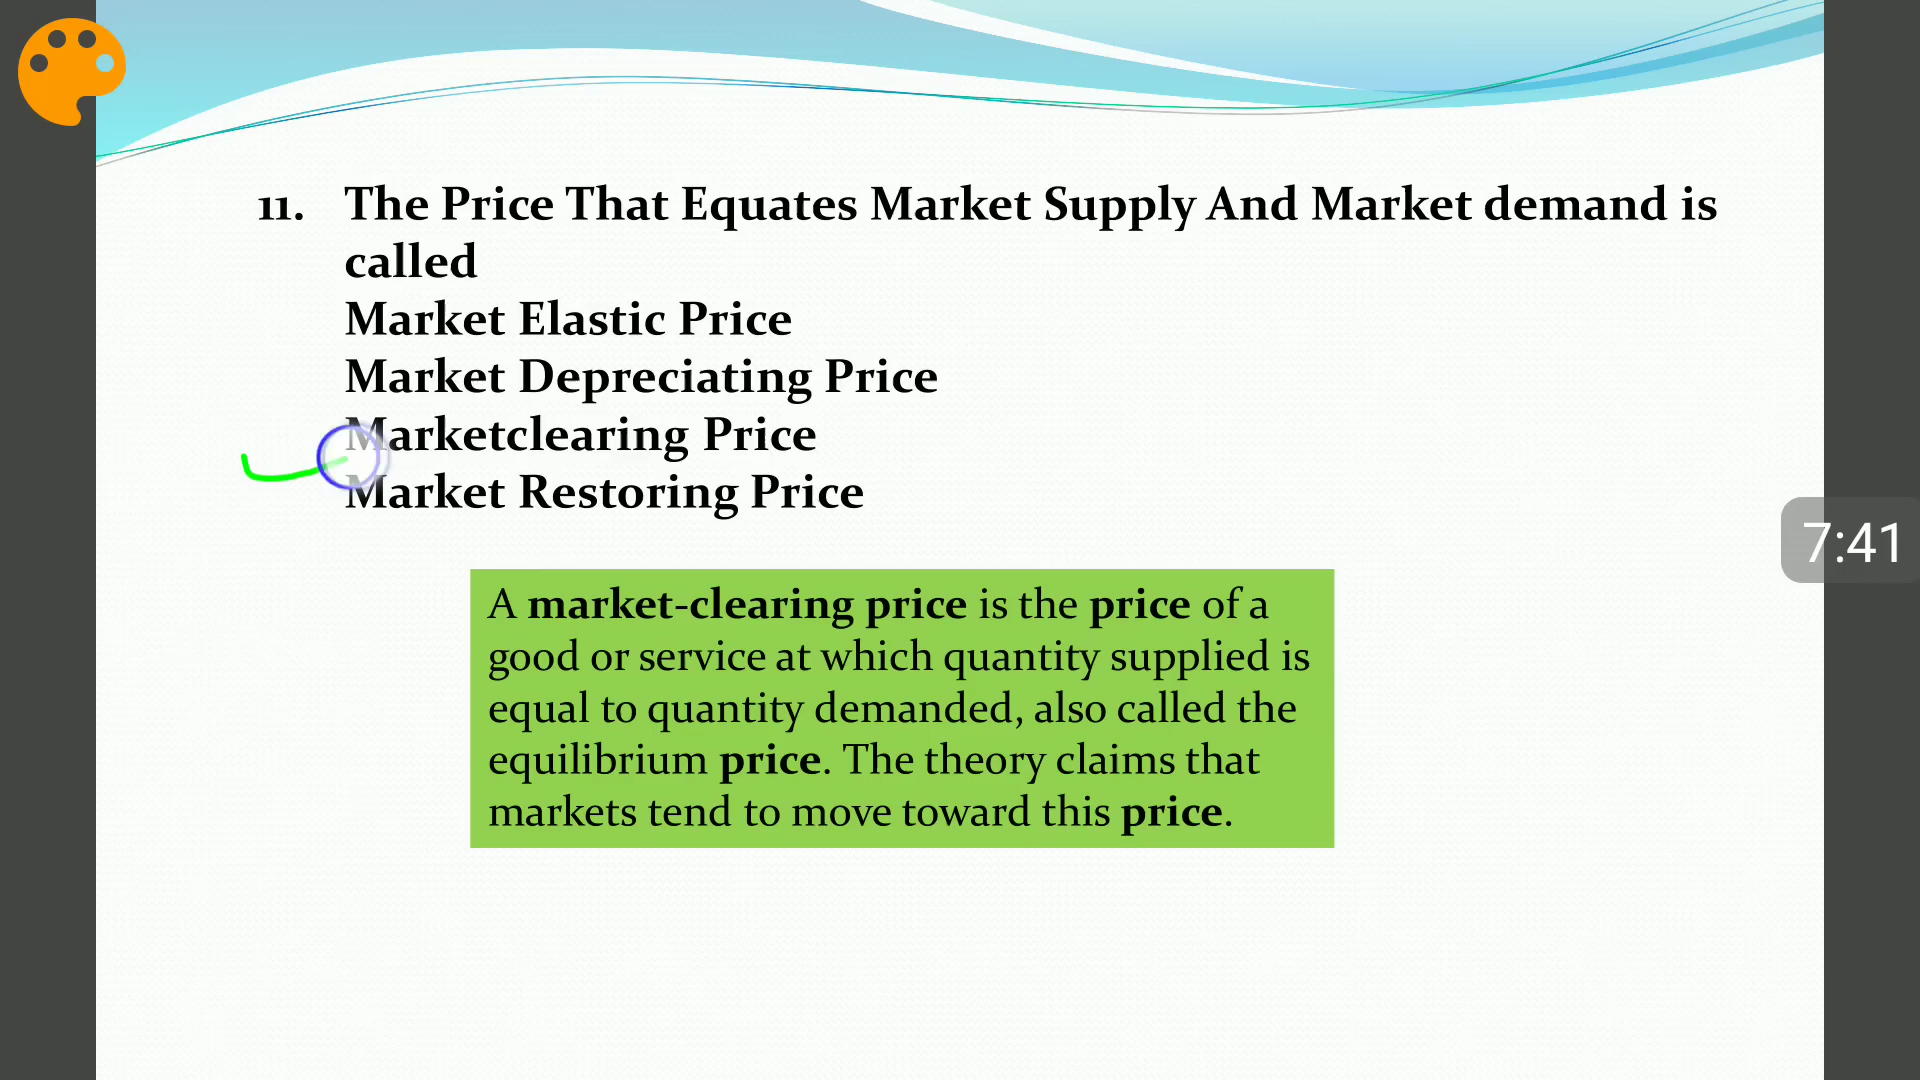 11. The Price That Equates Market Supply And Market demand is
called
Market Elastic Price
Market Depreciating Price
Marketclearing Price
Market Restoring Price
7:41
A market-clearing price is the price of a
good or service at which quantity supplied is
equal to quantity demanded, also called the
equilibrium price. The theory claims that
markets tend to move toward this price.